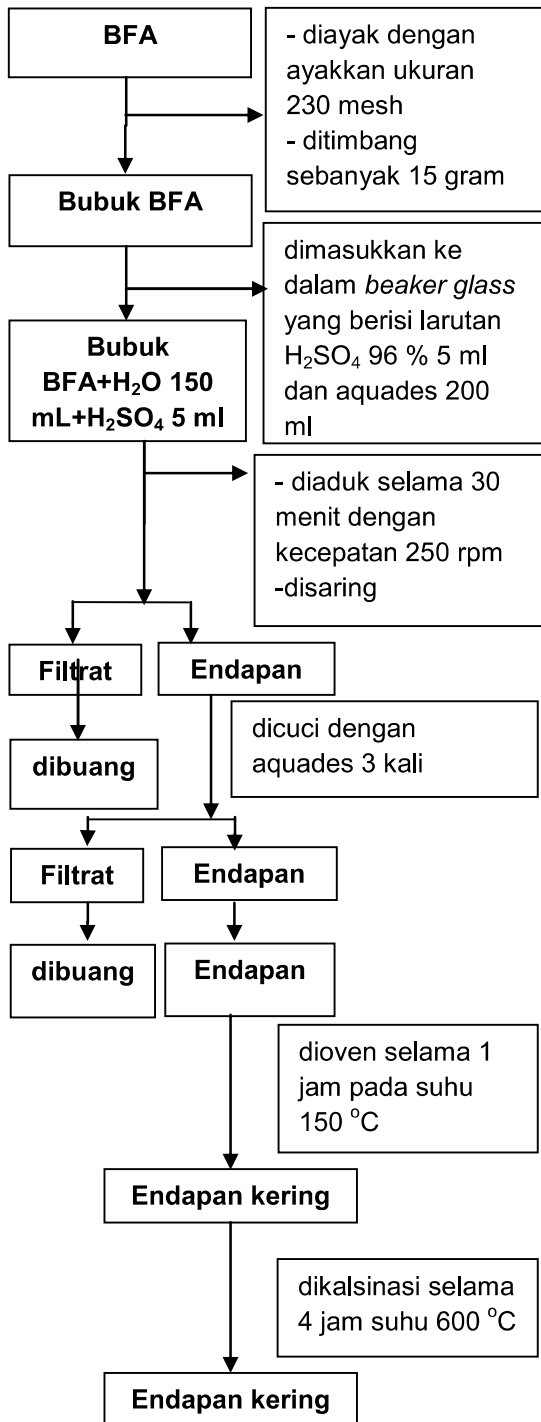 BFA
- diayak dengan
ayakkan ukuran
230 mesh
- ditimbang
sebanyak 15 gram
Bubuk BFA
dimasukkan ke
dalam beaker glass
yang berisi larutan
H₂SO₄ 96 % 5 ml
dan aquades 200
ml
Bubuk
BFA+H₂O 150
mL+H₂SO₄ 5 ml
- diaduk selama 30
menit dengan
kecepatan 250 rpm
-disaring
Filtrat
Endapan
dicuci dengan
aquades 3 kali
dibuang
Filtrat
Endapan
dibuang
Endapan
dioven selama 1
jam pada suhu
150 °C
Endapan kering
dikalsinasi selama
4 jam suhu 600 °C
Endapan kering